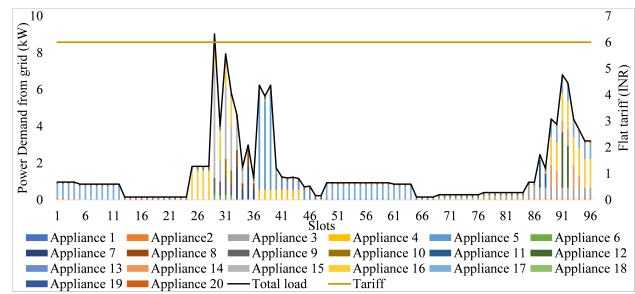 10
8
6
4
2
0
Power Demand from grid (kW)
7
6
5
4
3
2
1
0
Flat tariff (INR)
1 6 11 16 21 26 31 36 41 46 51 56 61 66 71 76 81 86 91 96
Slots
Appliance 1 Appliance2 Appliance 3 Appliance 4 Appliance 5 Appliance 6
Appliance 7 Appliance 8 Appliance 9 Appliance 10 Appliance 11 Appliance 12
Appliance 13 Appliance 14 Appliance 15 Appliance 16 Appliance 17 Appliance 18
Appliance 19 Appliance 20 Total load Tariff